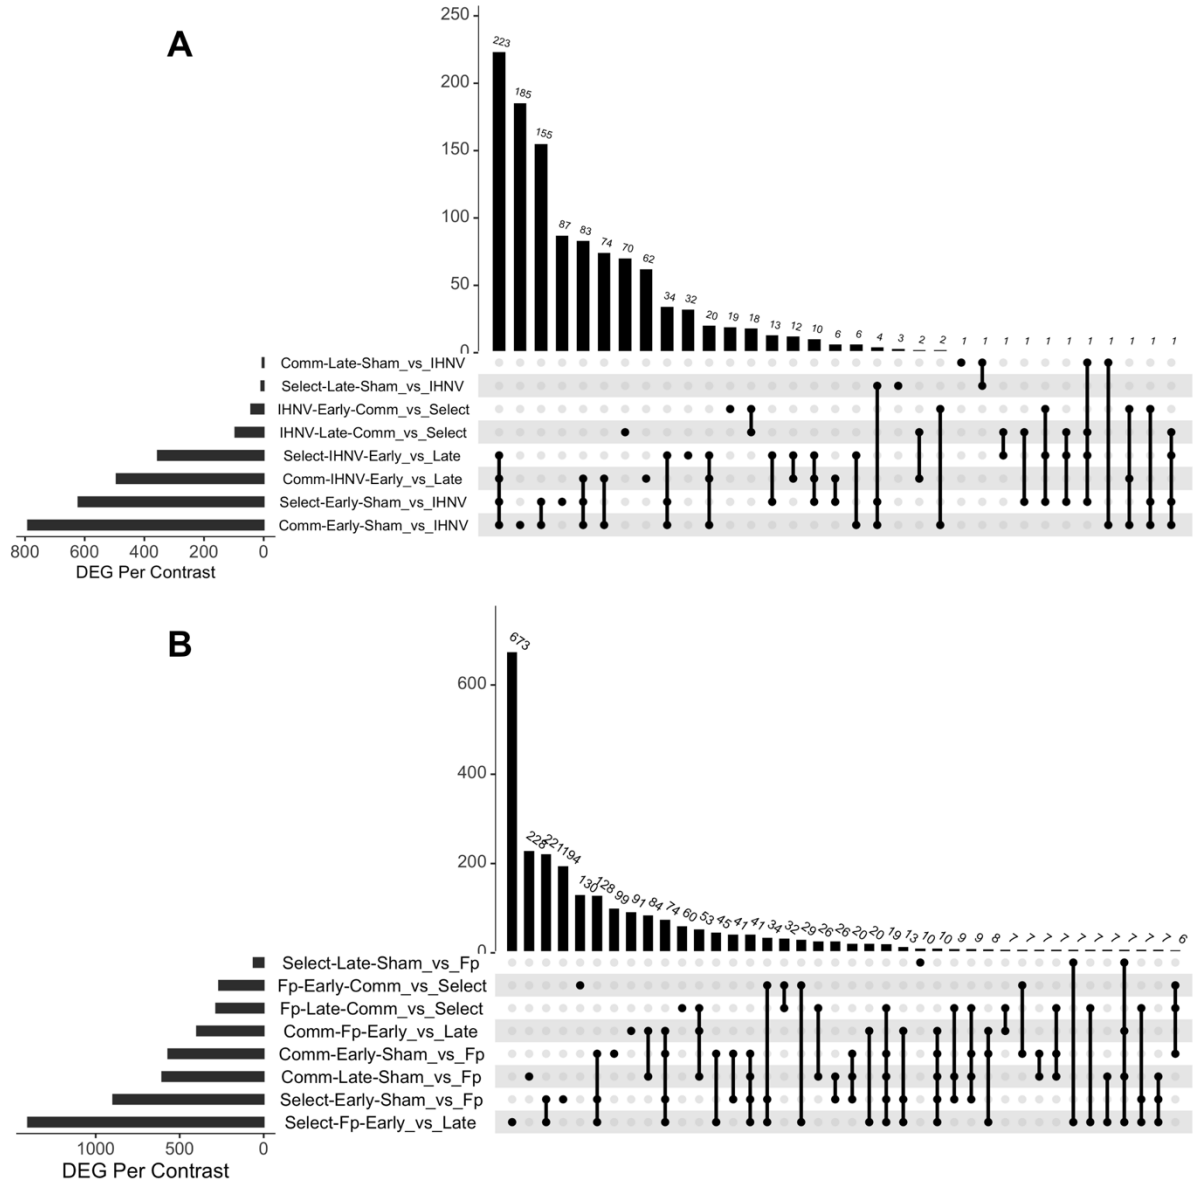 A
250
200
150
100
50
0
223 185 155 87 83 74 70 62 34 32 20 19 18 13 12 10 6 6 4 3 2 2 1 1 1 1 1 1 1 1 1 1 1
Comm-Late-Sham_vs_IHNV
Select-Late-Sham_vs_IHNV
IHNV-Early-Comm_vs_Select
IHNV-Late-Comm_vs_Select
Select-IHNV-Early_vs_Late
Comm-IHNV-Early_vs_Late
Select-Early-Sham_vs_IHNV
Comm-Early-Sham_vs_IHNV
800 600 400 200 0
DEG Per Contrast
B
600
400
200
0
673 228 221 194 130 128 99 91 84 74 60 53 45 41 41 34 32 29 26 26 20 20 19 13 10 10 9 9 8 7 7 7 7 7 7 7 7 7 7 6
Select-Late-Sham_vs_Fp
Fp-Early-Comm_vs_Select
Fp-Late-Comm_vs_Select
Comm-Fp-Early_vs_Late
Comm-Early-Sham_vs_Fp
Comm-Late-Sham_vs_Fp
Select-Early-Sham_vs_Fp
Select-Fp-Early_vs_Late
1000 500 0
DEG Per Contrast